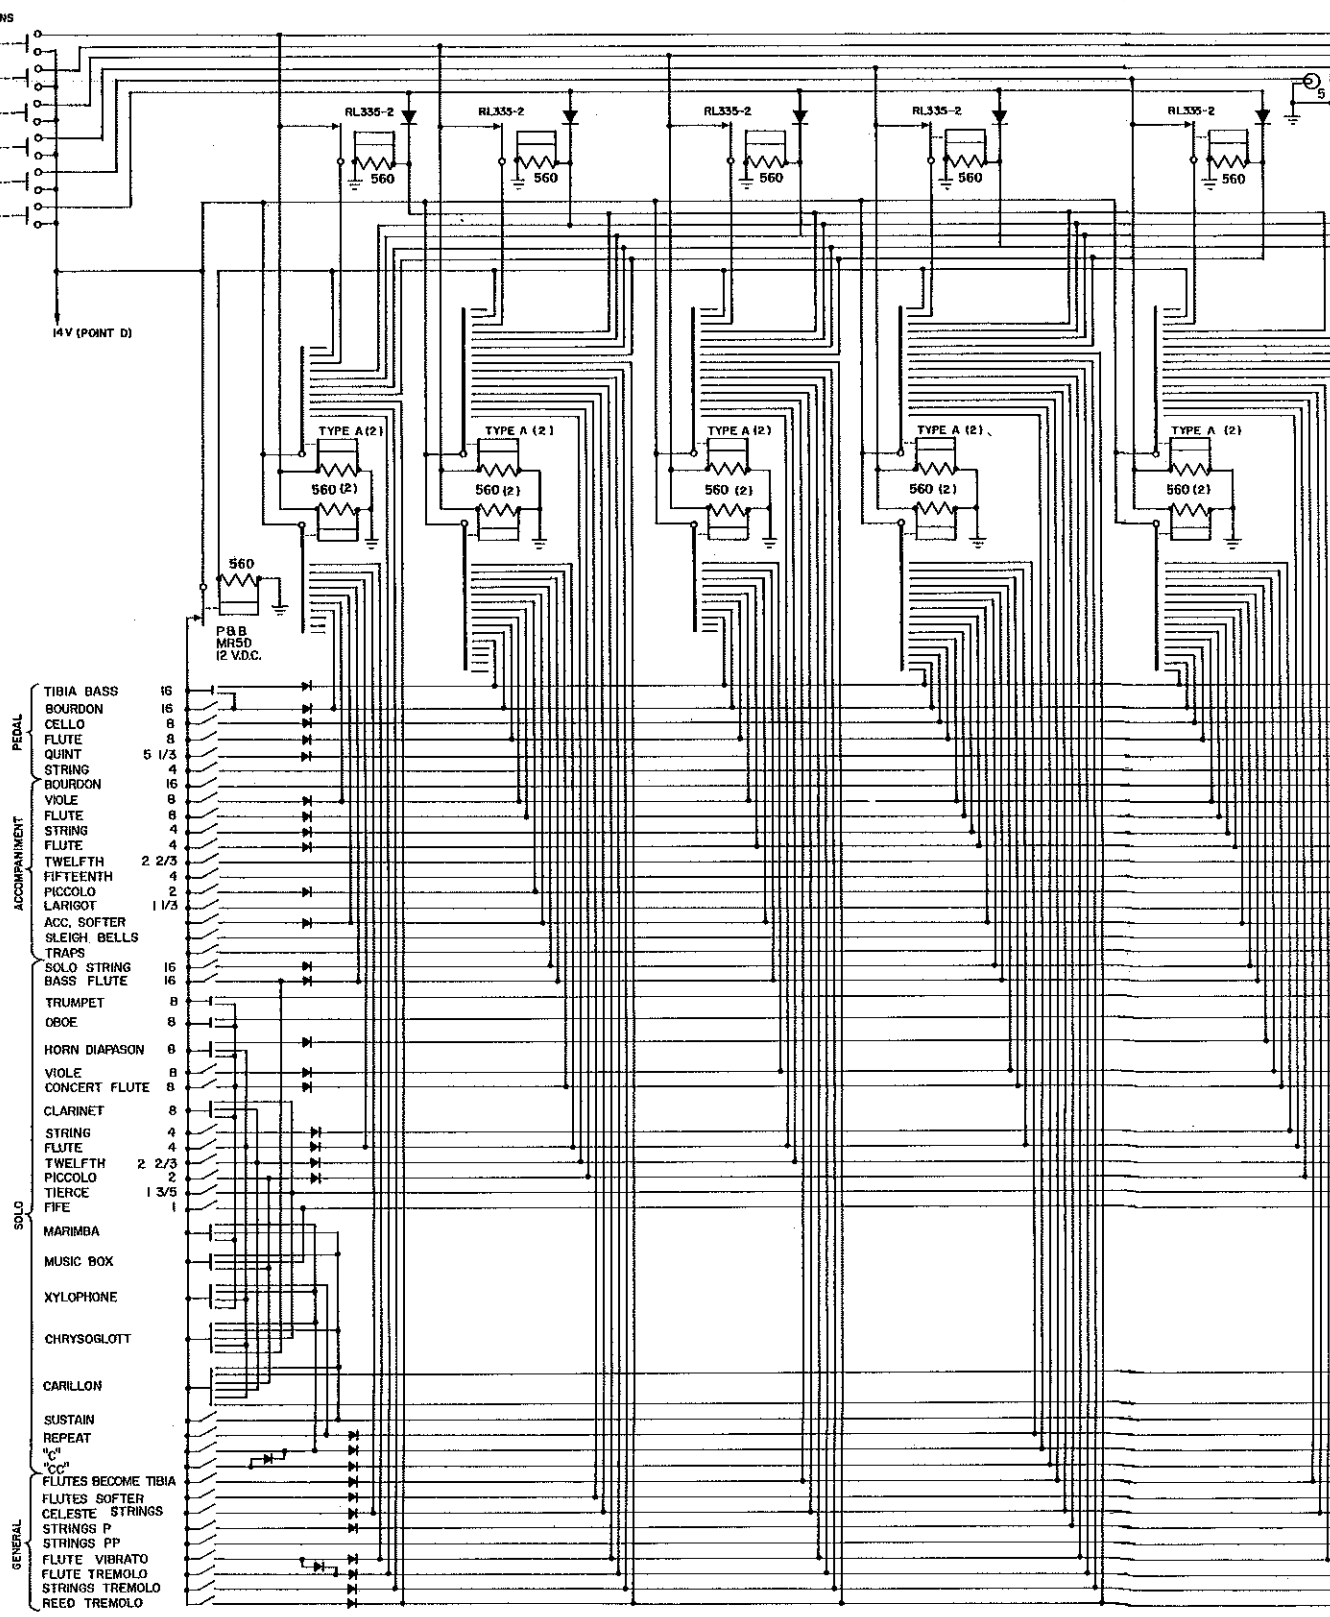 NS
RL335-2
RL335-2
RL335-2
RL335-2
RL335-2
5
560
560
560
560
560
14V (POINT D)
TYPE A (2)
TYPE A (2)
TYPE A (2)
TYPE A (2)
TYPE A (2)
560 (2)
560 (2)
560 (2)
560 (2)
560 (2)
560
P&B
MR5D
12 V.D.C.
PEDAL
TIBIA BASS 16
BOURDON 16
CELLO 8
FLUTE 8
QUINT 5 1/3
STRING 4
ACCOMPANIMENT
BOURDON 16
VIOLE 8
FLUTE 8
STRING 4
FLUTE 4
TWELFTH 2 2/3
FIFTEENTH 4
PICCOLO 2
LARIGOT 1 1/3
ACC. SOFTER
SLEIGH BELLS
TRAPS
SOLO
SOLO STRING 16
BASS FLUTE 16
TRUMPET 8
OBOE 8
HORN DIAPASON 8
VIOLE 8
CONCERT FLUTE 8
CLARINET 8
STRING 4
FLUTE 4
TWELFTH 2 2/3
PICCOLO 2
TIERCE 1 3/5
FIFE 1
MARIMBA
MUSIC BOX
XYLOPHONE
CHRYSOGLOTT
CARILLON
SUSTAIN
REPEAT
"C"
"CC"
GENERAL
FLUTES BECOME TIBIA
FLUTES SOFTER
CELESTE STRINGS
STRINGS P
STRINGS PP
FLUTE VIBRATO
FLUTE TREMOLO
STRINGS TREMOLO
REED TREMOLO